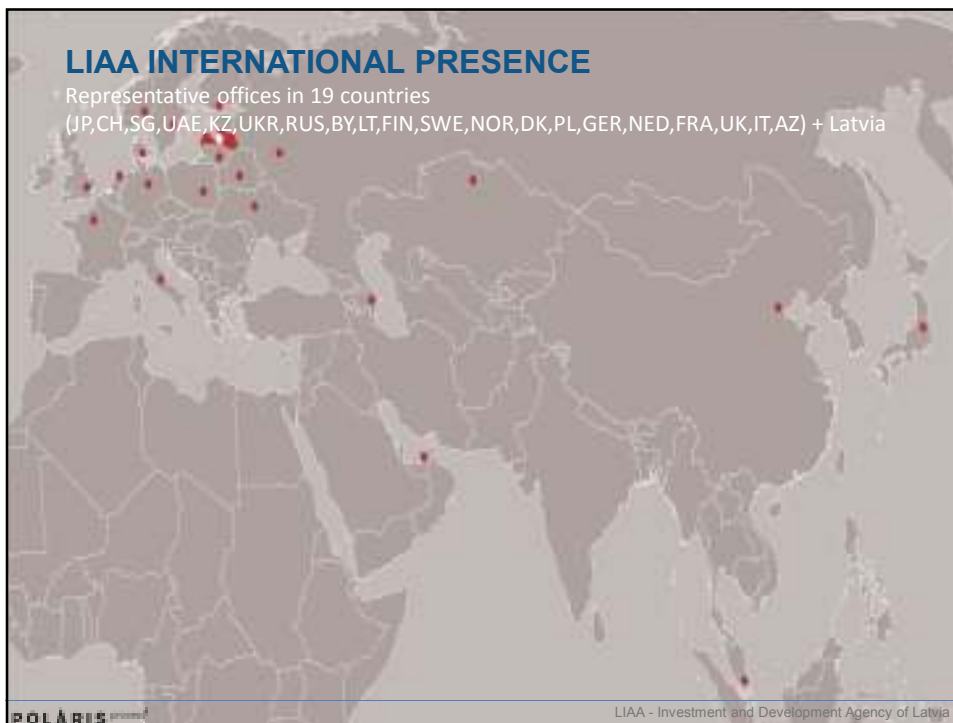 LIAA INTERNATIONAL PRESENCE
Representative offices in 19 countries
(JP,CH,SG,UAE,KZ,UKR,RUS,BY,LT,FIN,SWE,NOR,DK,PL,GER,NED,FRA,UK,IT,AZ) + Latvia
POLARIS
LIAA - Investment and Development Agency of Latvia